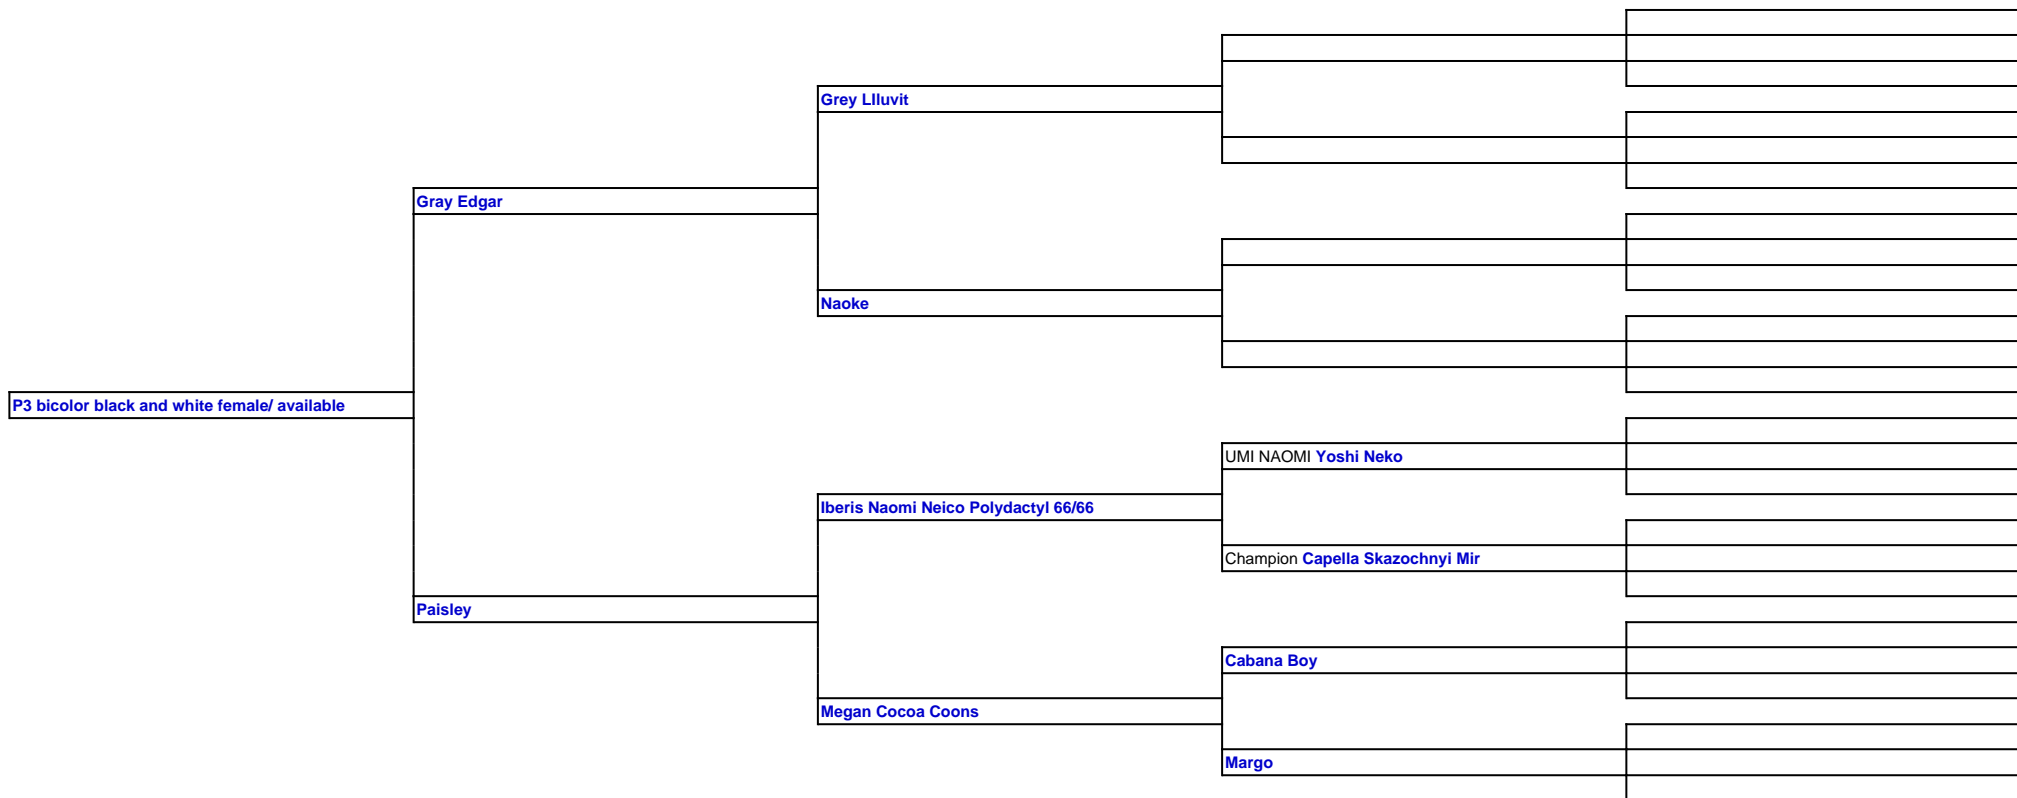 Grey LIluvit
Gray Edgar
Naoke
P3 bicolor black and white female/ available
UMI NAOMI Yoshi Neko
Iberis Naomi Neico Polydactyl 66/66
Champion Capella Skazochnyi Mir
Paisley
Cabana Boy
Megan Cocoa Coons
Margo